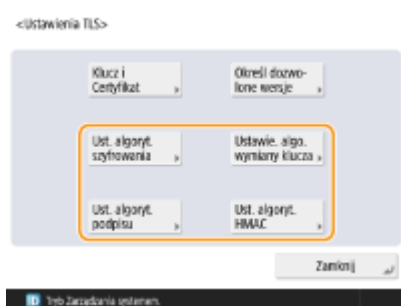 <Ustawienia TLS>
Klucz i
Certyfikat
Określ dozwo-
lone wersje
Ust. algoryt.
szyfrowania
Ustawie. algo.
wymiany klucza
Ust. algoryt.
podpisu
Ust. algoryt.
HMAC
Zamknij
ID Tryb Zarządzania systemem.